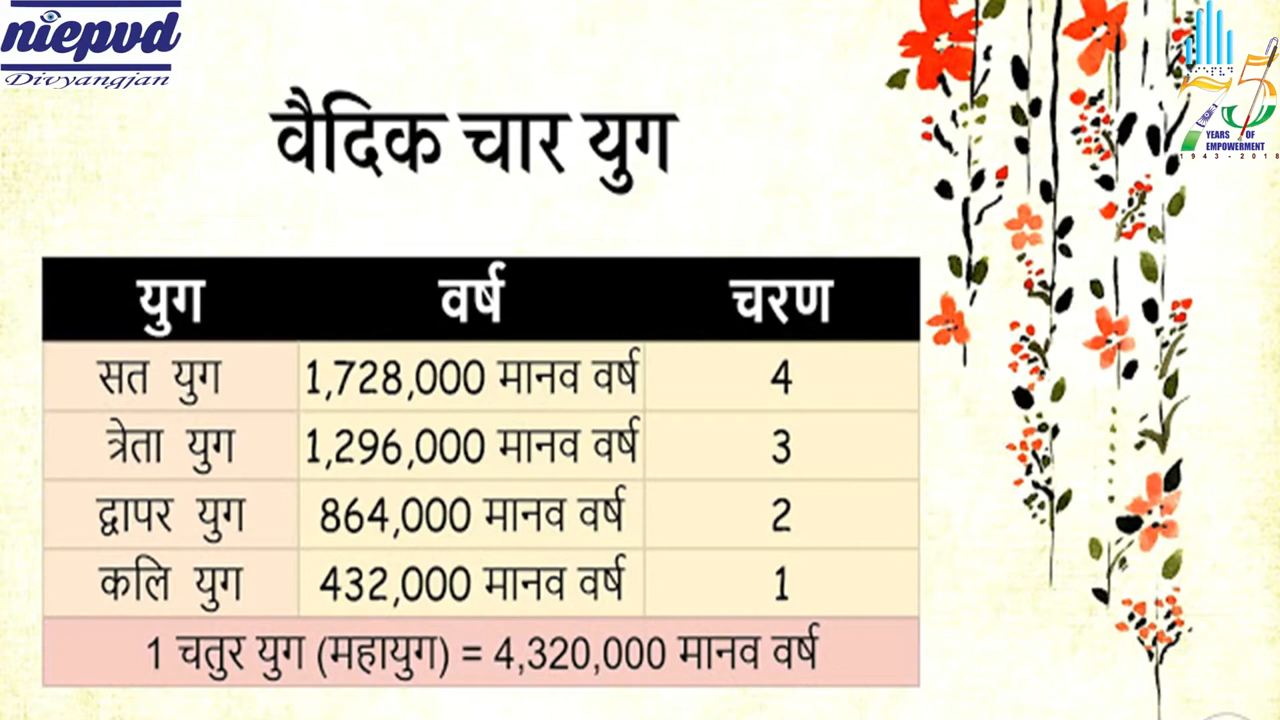 niepvd
Divyangjan
75
YEARS OF
EMPOWERMENT
1943-2018
वैदिक चार युग
युग वर्ष चरण
सत युग 1,728,000 मानव वर्ष 4
त्रेता युग 1,296,000 मानव वर्ष 3
द्वापर युग 864,000 मानव वर्ष 2
कलि युग 432,000 मानव वर्ष 1
1 चतुर युग (महायुग) = 4,320,000 मानव वर्ष